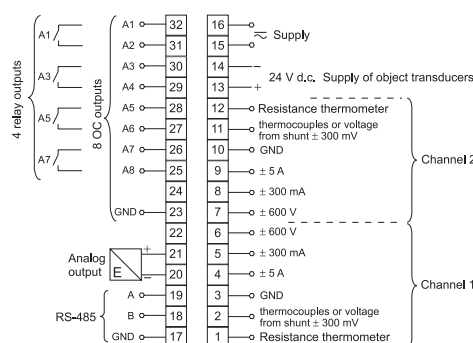 4 relay outputs
A1
A3
A5
A7
8 OC outputs
A1 32
A2 31
A3 30
A4 29
A5 28
A6 27
A7 26
A8 25
24
GND 23
22
Analog output E + 21
− 20
RS-485
A 19
B 18
GND 17
16
15
Supply
14 −
13 +
24 V d.c. Supply of object transducers
12 Resistance thermometer
11 thermocouples or voltage
from shunt ± 300 mV
10 GND
9 ± 5 A
8 ± 300 mA
7 ± 600 V
Channel 2
6 ± 600 V
5 ± 300 mA
4 ± 5 A
3 GND
2 thermocouples or voltage
from shunt ± 300 mV
1 Resistance thermometer
Channel 1